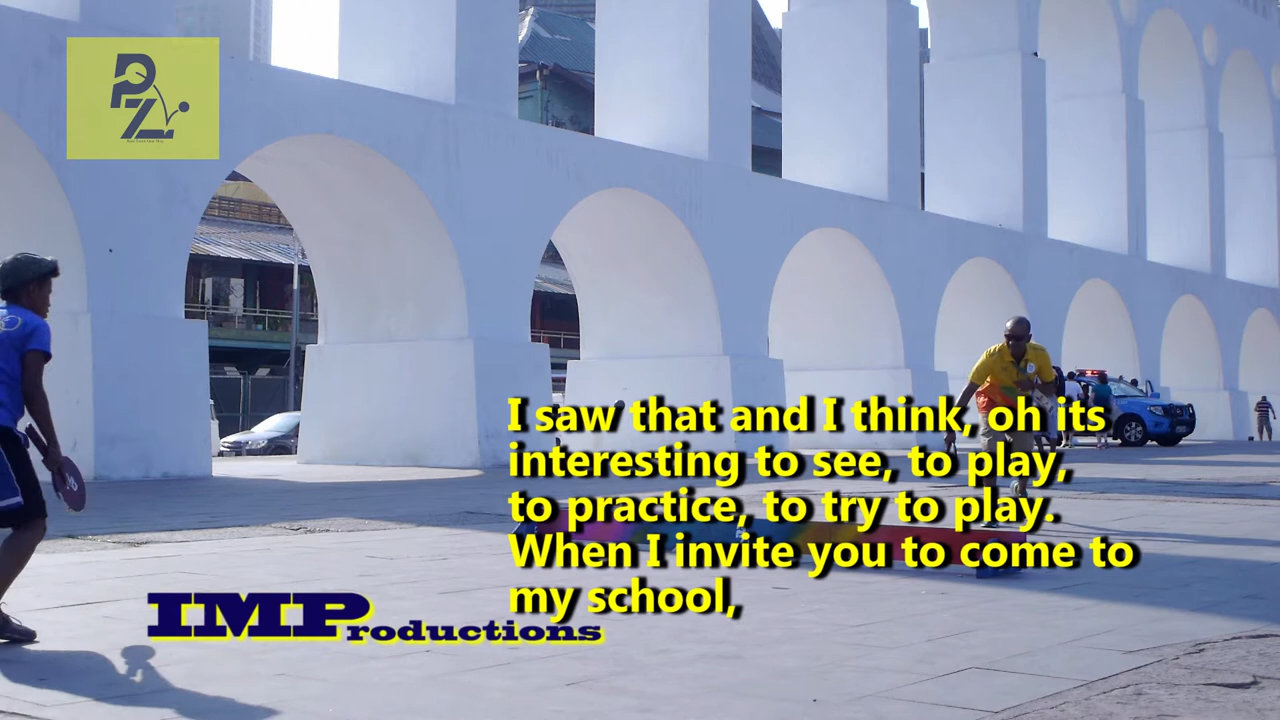 PZ
I saw that and I think, oh its
interesting to see, to play,
to practice, to try to play.
When I invite you to come to
my school,
IMProductions